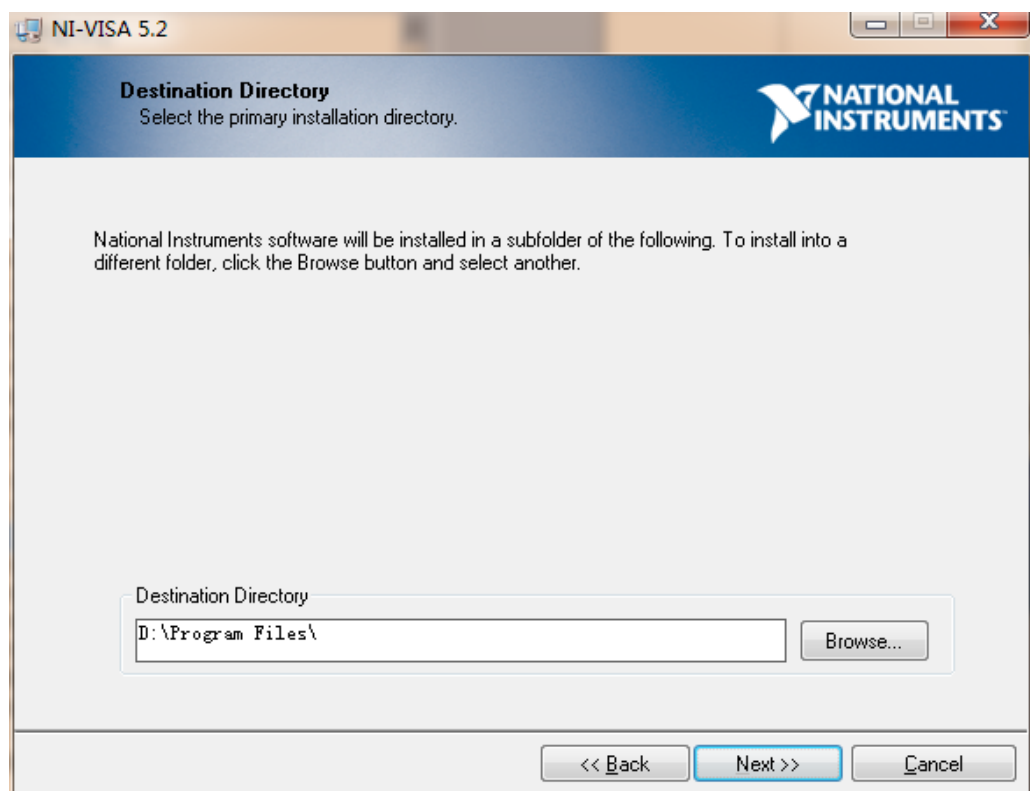 NI-VISA 5.2
Destination Directory
Select the primary installation directory.
NATIONAL
INSTRUMENTS
National Instruments software will be installed in a subfolder of the following. To install into a
different folder, click the Browse button and select another.
Destination Directory
D:\Program Files\
Browse...
<< Back
Next >>
Cancel